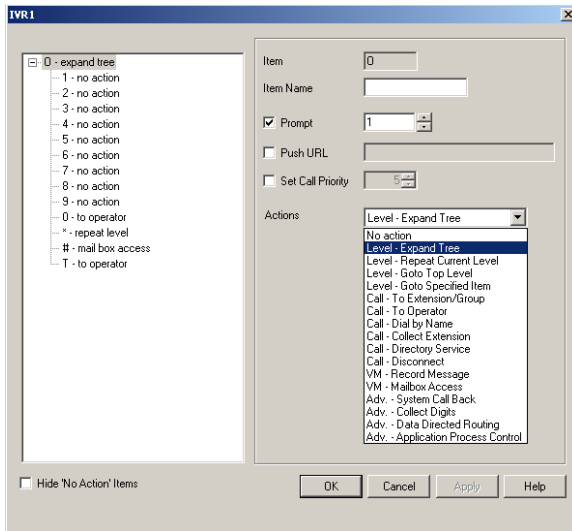 IVR1
0 - expand tree
1 - no action
2 - no action
3 - no action
4 - no action
5 - no action
6 - no action
7 - no action
8 - no action
9 - no action
0 - to operator
* - repeat level
# - mail box access
T - to operator
Hide 'No Action' Items
Item 0
Item Name
Prompt 1
Push URL
Set Call Priority 5
Actions Level - Expand Tree
No action
Level - Expand Tree
Level - Repeat Current Level
Level - Goto Top Level
Level - Goto Specified Item
Call - To Extension/Group
Call - To Operator
Call - Dial by Name
Call - Collect Extension
Call - Directory Service
Call - Disconnect
VM - Record Message
VM - Mailbox Access
Adv. - System Call Back
Adv. - Collect Digits
Adv. - Data Directed Routing
Adv. - Application Process Control
OK Cancel Apply Help